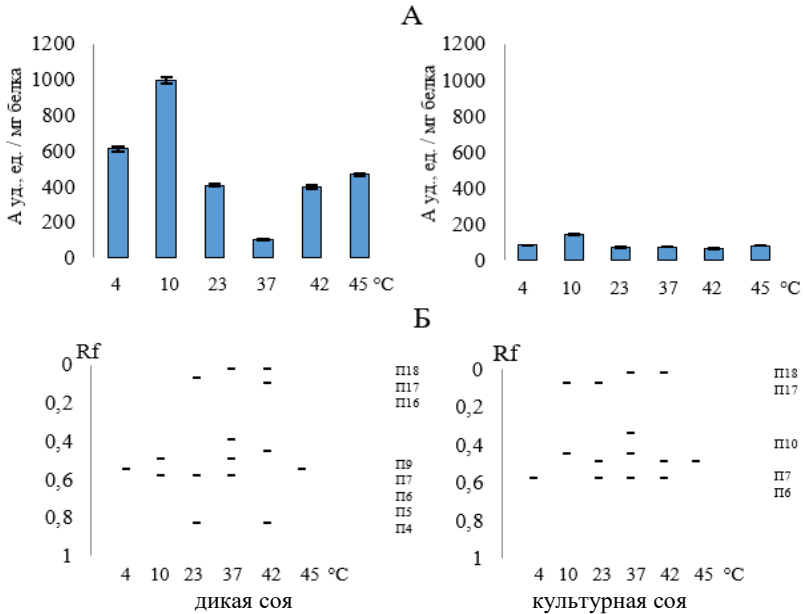 А
А уд., ед. / мг белка
1200
1000
800
600
400
200
0
4 10 23 37 42 45 °C
А уд., ед. / мг белка
1200
1000
800
600
400
200
0
4 10 23 37 42 45 °C
Б
Rf
0
0,2
0,4
0,6
0,8
1
П18
П17
П16
П9
П7
П6
П5
П4
4 10 23 37 42 45 °C
дикая соя
Rf
0
0,2
0,4
0,6
0,8
1
П18
П17
П10
П7
П6
4 10 23 37 42 45 °C
культурная соя